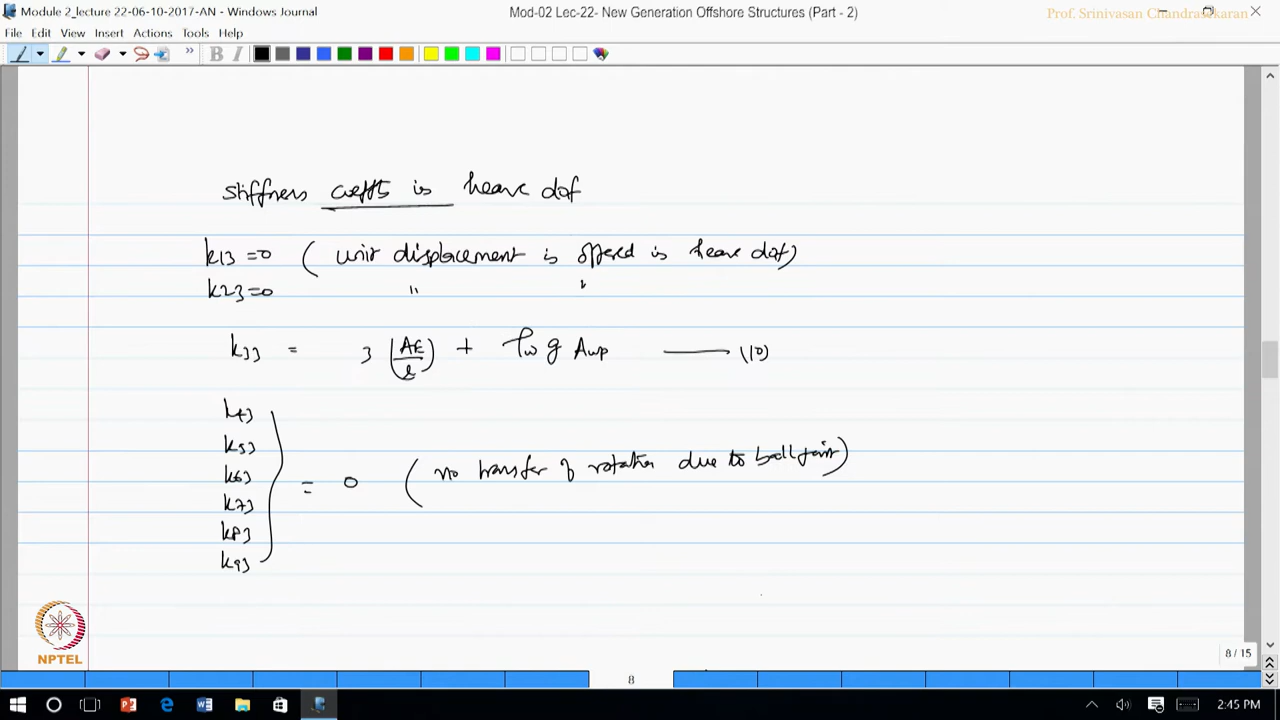 Module 2_lecture 22-06-10-2017-AN - Windows Journal
Mod-02 Lec-22- New Generation Offshore Structures (Part - 2)
Prof. Srinivasan Chandrasekaran
File Edit View Insert Actions Tools Help
B I
stiffness coeffts is heave dof
k13 = 0 ( unit displacement is offered is heave dof)
k23 = 0 "
k33 = 3 (AE/l) + ρw g Awp —— (10)
k43
k53
k63
k73
k83
k93
= 0 ( no transfer of rotation due to ball joint)
NPTEL
8 / 15
8
2:45 PM